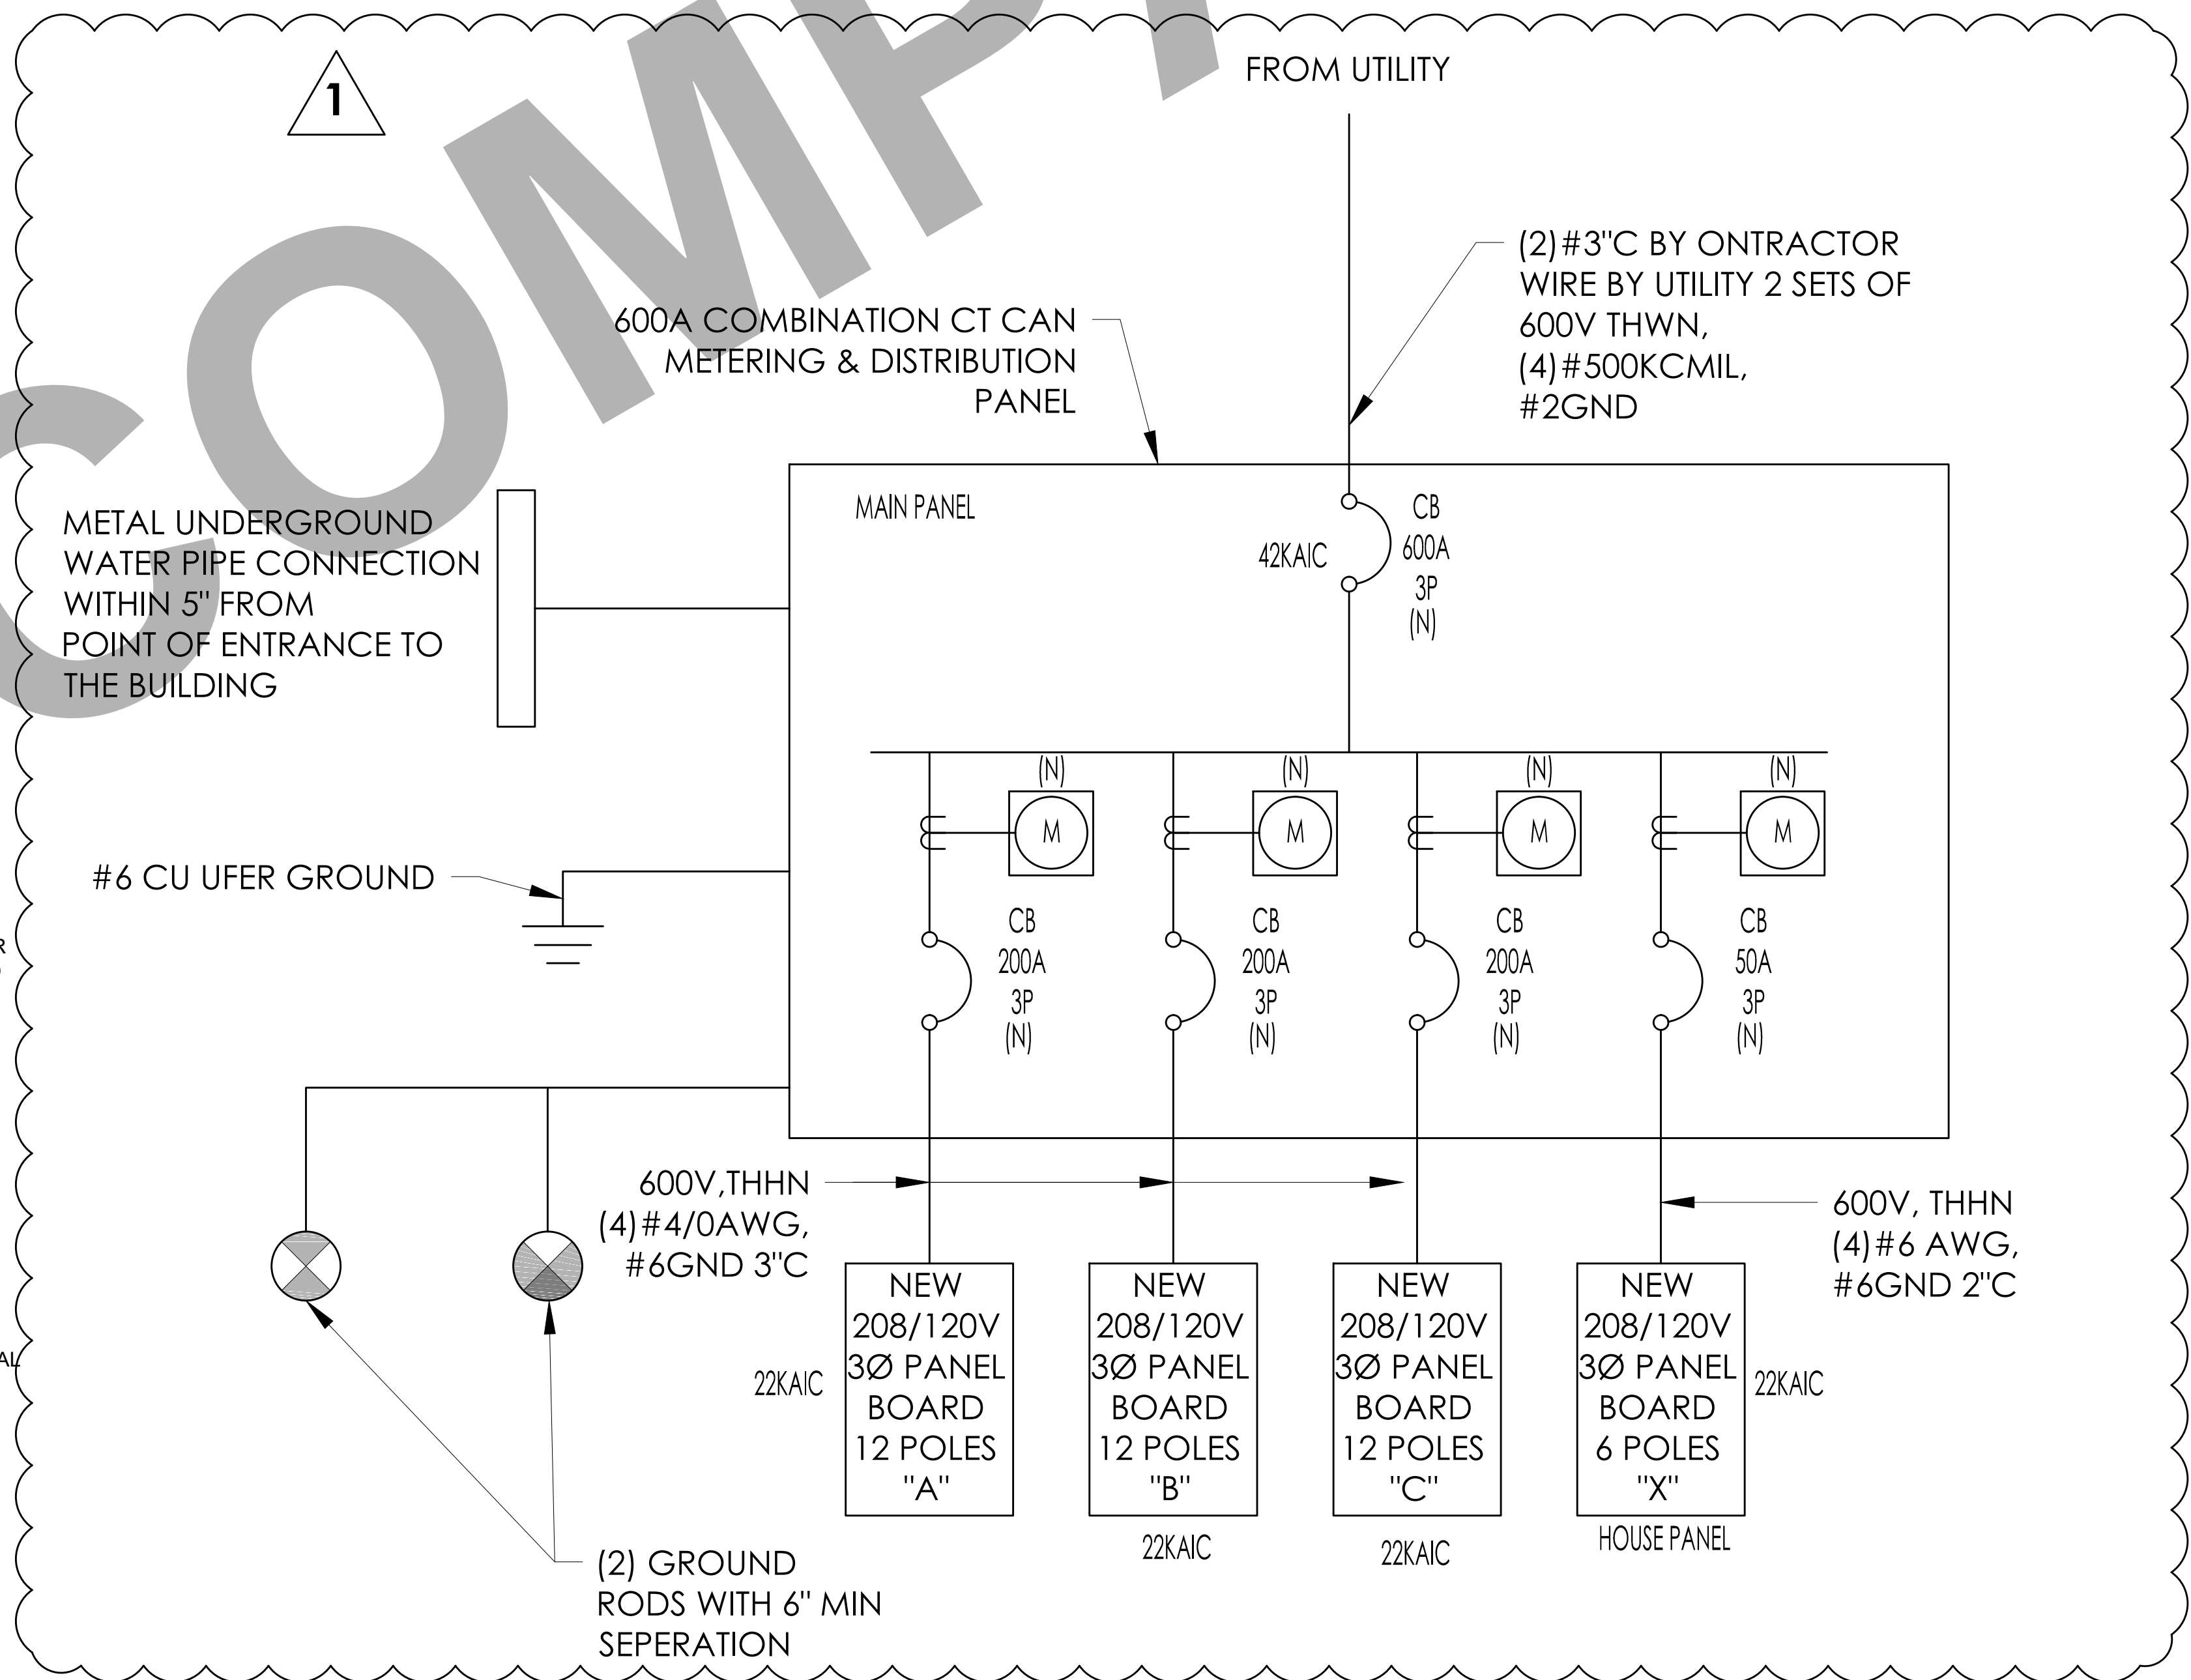 1
FROM UTILITY
(2)#3"C BY ONTRACTOR
WIRE BY UTILITY 2 SETS OF
600V THWN,
(4)#500KCMIL,
#2GND
600A COMBINATION CT CAN
METERING & DISTRIBUTION
PANEL
METAL UNDERGROUND
WATER PIPE CONNECTION
WITHIN 5" FROM
POINT OF ENTRANCE TO
THE BUILDING
MAIN PANEL
42KAIC
CB
600A
3P
(N)
(N)
M
(N)
M
(N)
M
(N)
M
#6 CU UFER GROUND
CB
200A
3P
(N)
CB
200A
3P
(N)
CB
200A
3P
(N)
CB
50A
3P
(N)
600V,THHN
(4)#4/0AWG,
#6GND 3"C
600V, THHN
(4)#6 AWG,
#6GND 2"C
22KAIC
NEW
208/120V
3Ø PANEL
BOARD
12 POLES
"A"
NEW
208/120V
3Ø PANEL
BOARD
12 POLES
"B"
22KAIC
NEW
208/120V
3Ø PANEL
BOARD
12 POLES
"C"
22KAIC
NEW
208/120V
3Ø PANEL
BOARD
6 POLES
"X"
22KAIC
HOUSE PANEL
(2) GROUND
RODS WITH 6" MIN
SEPERATION